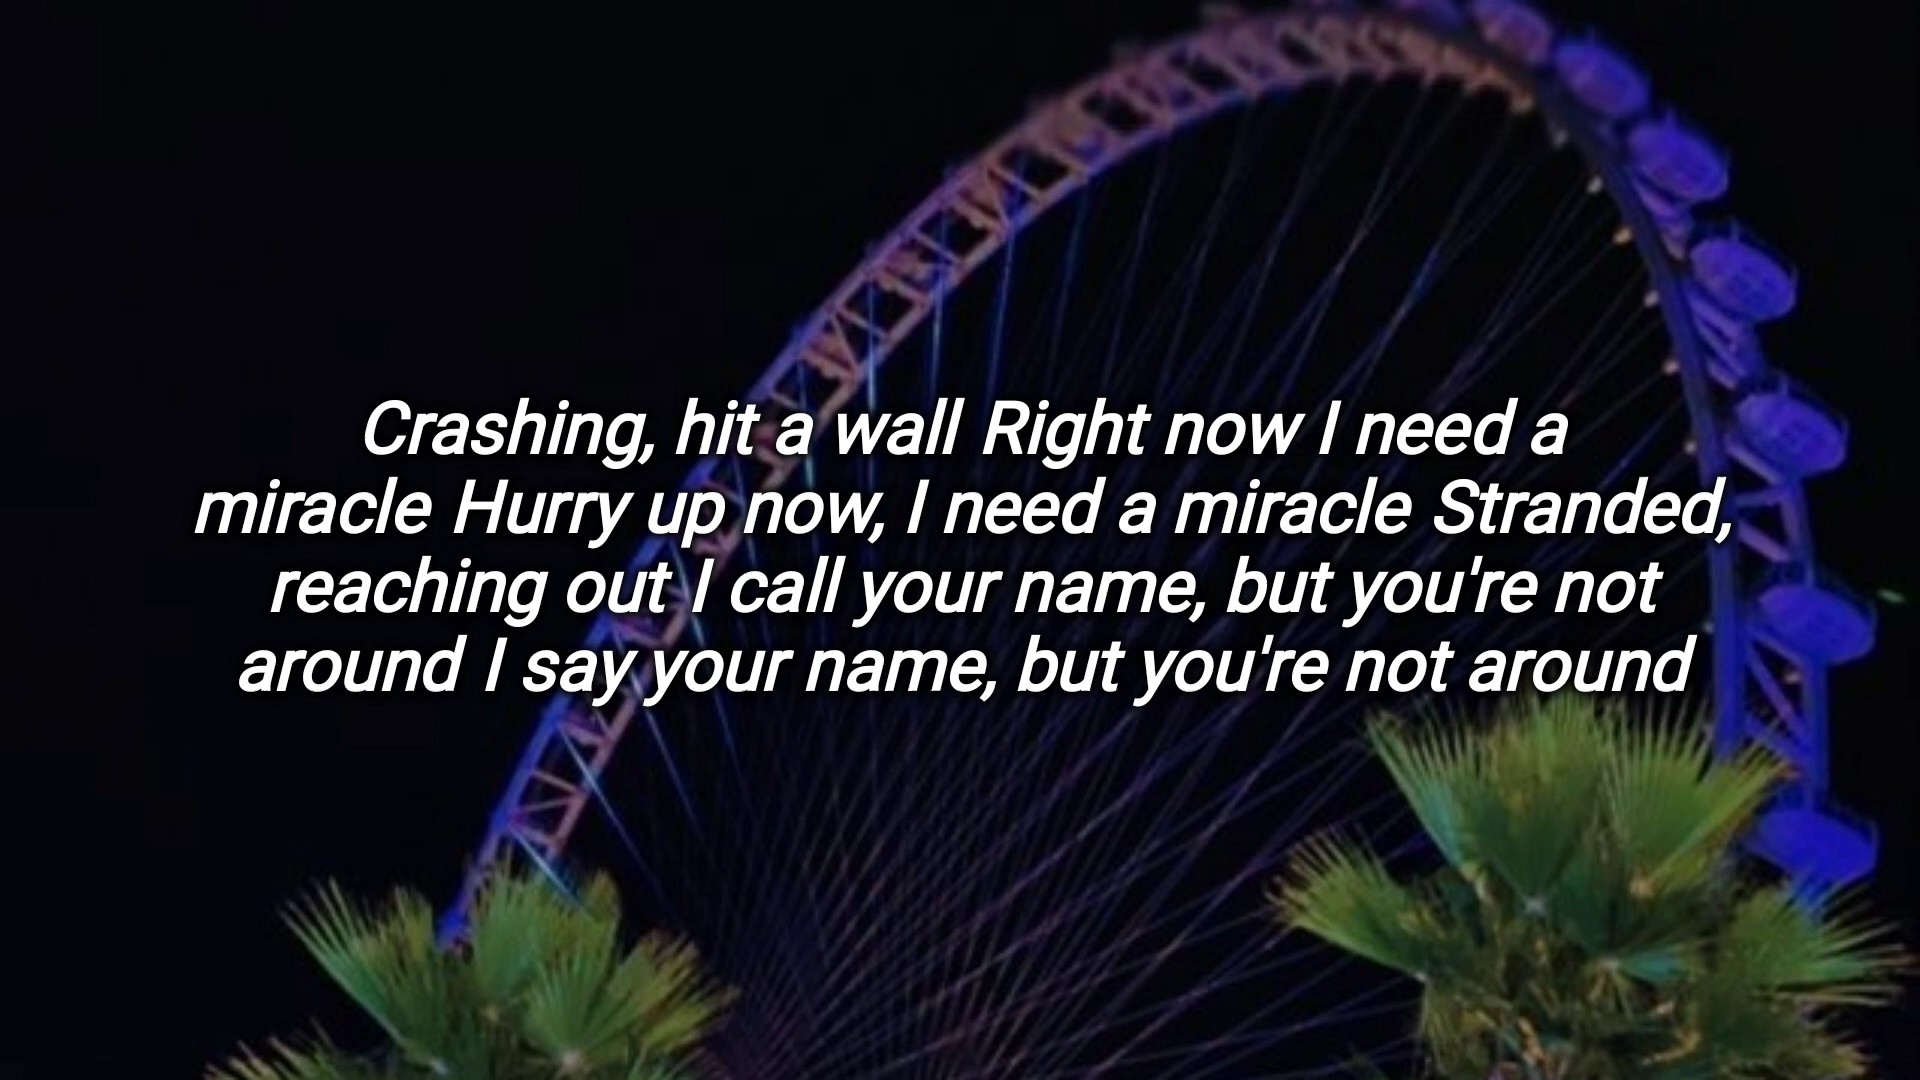 Crashing, hit a wall Right now I need a
miracle Hurry up now, I need a miracle Stranded,
reaching out I call your name, but you're not
around I say your name, but you're not around